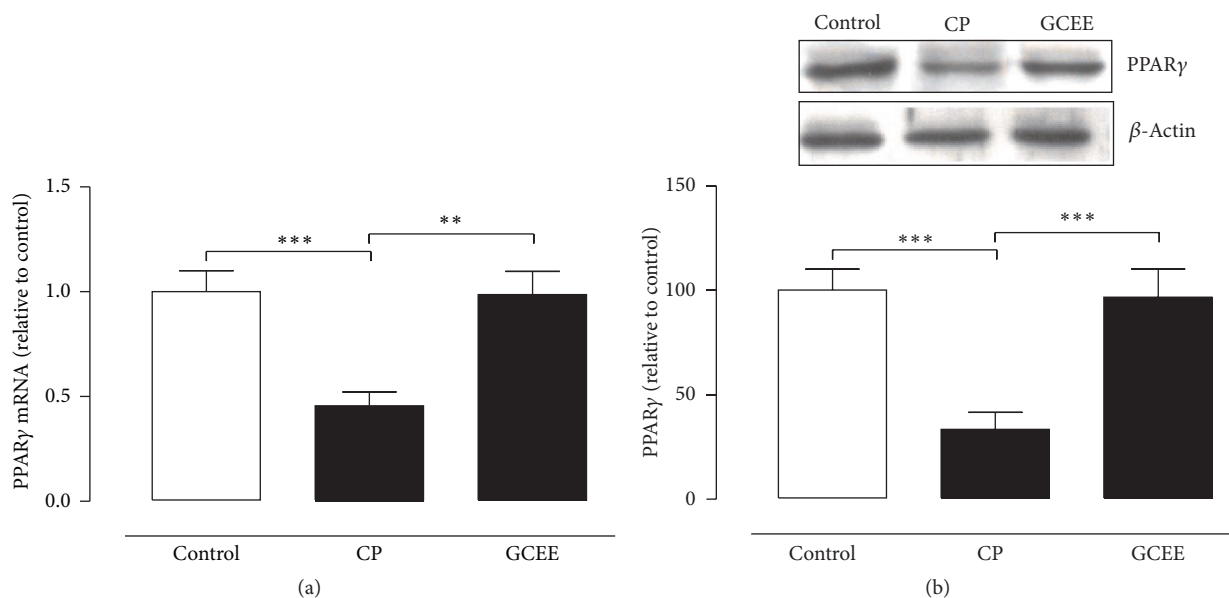 PPARγ mRNA (relative to control)
1.5
1.0
0.5
0.0
***
**
Control CP GCEE
(a)
Control CP GCEE
PPARγ
β-Actin
PPARγ (relative to control)
150
100
50
0
***
***
Control CP GCEE
(b)